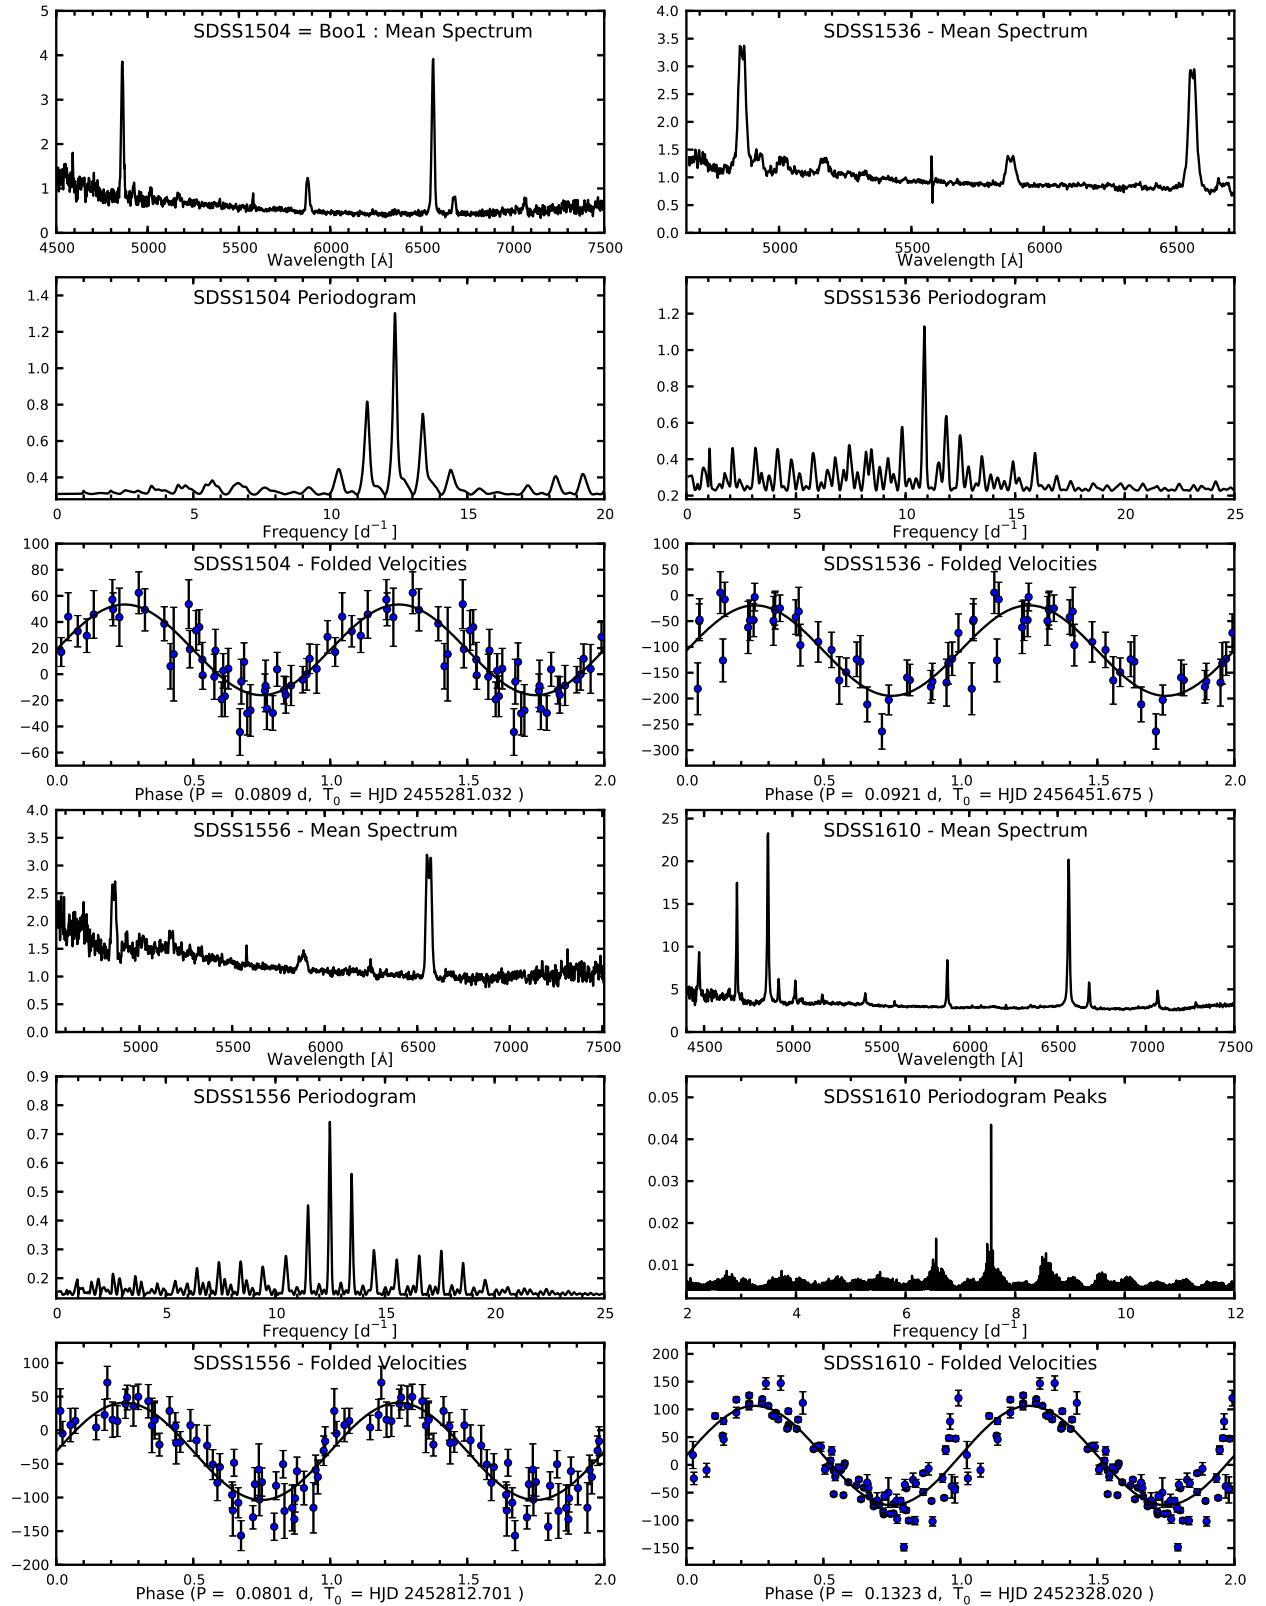 SDSS1504 = Boo1 : Mean Spectrum
5
4
3
2
1
0
4500 5000 5500 6000 6500 7000 7500
Wavelength [Å]
SDSS1536 - Mean Spectrum
4.0
3.5
3.0
2.5
2.0
1.5
1.0
0.5
0.0
5000 5500 6000 6500
Wavelength [Å]
SDSS1504 Periodogram
1.4
1.2
1.0
0.8
0.6
0.4
0 5 10 15 20
Frequency [d⁻¹]
SDSS1536 Periodogram
1.2
1.0
0.8
0.6
0.4
0.2
0 5 10 15 20 25
Frequency [d⁻¹]
SDSS1504 - Folded Velocities
100
80
60
40
20
0
−20
−40
−60
0.0 0.5 1.0 1.5 2.0
Phase (P = 0.0809 d, T₀ = HJD 2455281.032 )
SDSS1536 - Folded Velocities
100
50
0
−50
−100
−150
−200
−250
−300
0.0 0.5 1.0 1.5 2.0
Phase (P = 0.0921 d, T₀ = HJD 2456451.675 )
SDSS1556 - Mean Spectrum
4.0
3.5
3.0
2.5
2.0
1.5
1.0
0.5
0.0
5000 5500 6000 6500 7000 7500
Wavelength [Å]
SDSS1610 - Mean Spectrum
25
20
15
10
5
0
4500 5000 5500 6000 6500 7000 7500
Wavelength [Å]
SDSS1556 Periodogram
0.9
0.8
0.7
0.6
0.5
0.4
0.3
0.2
0 5 10 15 20 25
Frequency [d⁻¹]
SDSS1610 Periodogram Peaks
0.05
0.04
0.03
0.02
0.01
2 4 6 8 10 12
Frequency [d⁻¹]
SDSS1556 - Folded Velocities
100
50
0
−50
−100
−150
−200
0.0 0.5 1.0 1.5 2.0
Phase (P = 0.0801 d, T₀ = HJD 2452812.701 )
SDSS1610 - Folded Velocities
200
150
100
50
0
−50
−100
−150
0.0 0.5 1.0 1.5 2.0
Phase (P = 0.1323 d, T₀ = HJD 2452328.020 )